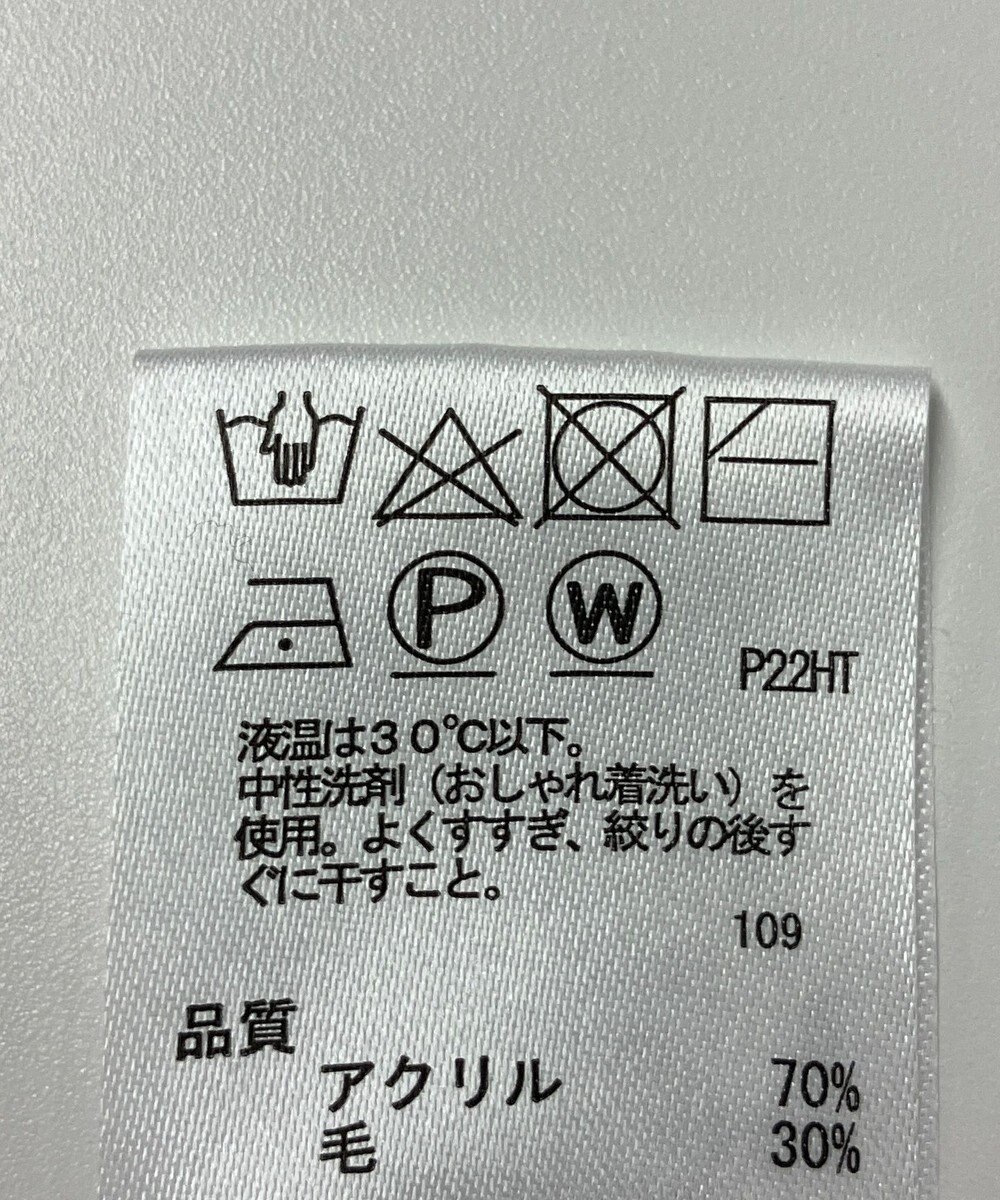 P W
P22HT
液温は30℃以下。
中性洗剤(おしゃれ着洗い)を
使用。よくすすぎ、絞りの後す
ぐに干すこと。
109
品質
アクリル 70%
毛 30%